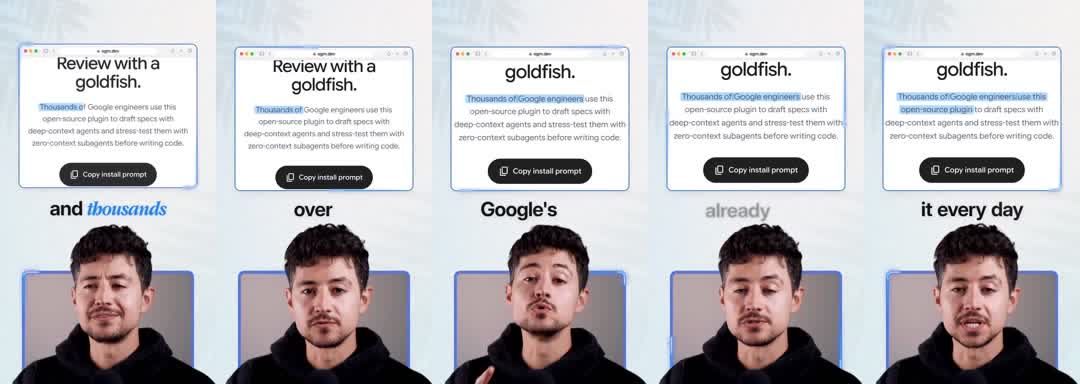 ogm.dev
Review with a
goldfish.
Thousands of Google engineers use this
open-source plugin to draft specs with
deep-context agents and stress-test them with
zero-context subagents before writing code.
Copy install prompt
and thousands
ogm.dev
Review with a
goldfish.
Thousands of Google engineers use this
open-source plugin to draft specs with
deep-context agents and stress-test them with
zero-context subagents before writing code.
Copy install prompt
over
ogm.dev
goldfish.
Thousands of Google engineers use this
open-source plugin to draft specs with
deep-context agents and stress-test them with
zero-context subagents before writing code.
Copy install prompt
Google's
ogm.dev
goldfish.
Thousands of Google engineers use this
open-source plugin to draft specs with
deep-context agents and stress-test them with
zero-context subagents before writing code.
Copy install prompt
already
ogm.dev
goldfish.
Thousands of Google engineers use this
open-source plugin to draft specs with
deep-context agents and stress-test them with
zero-context subagents before writing code.
Copy install prompt
it every day